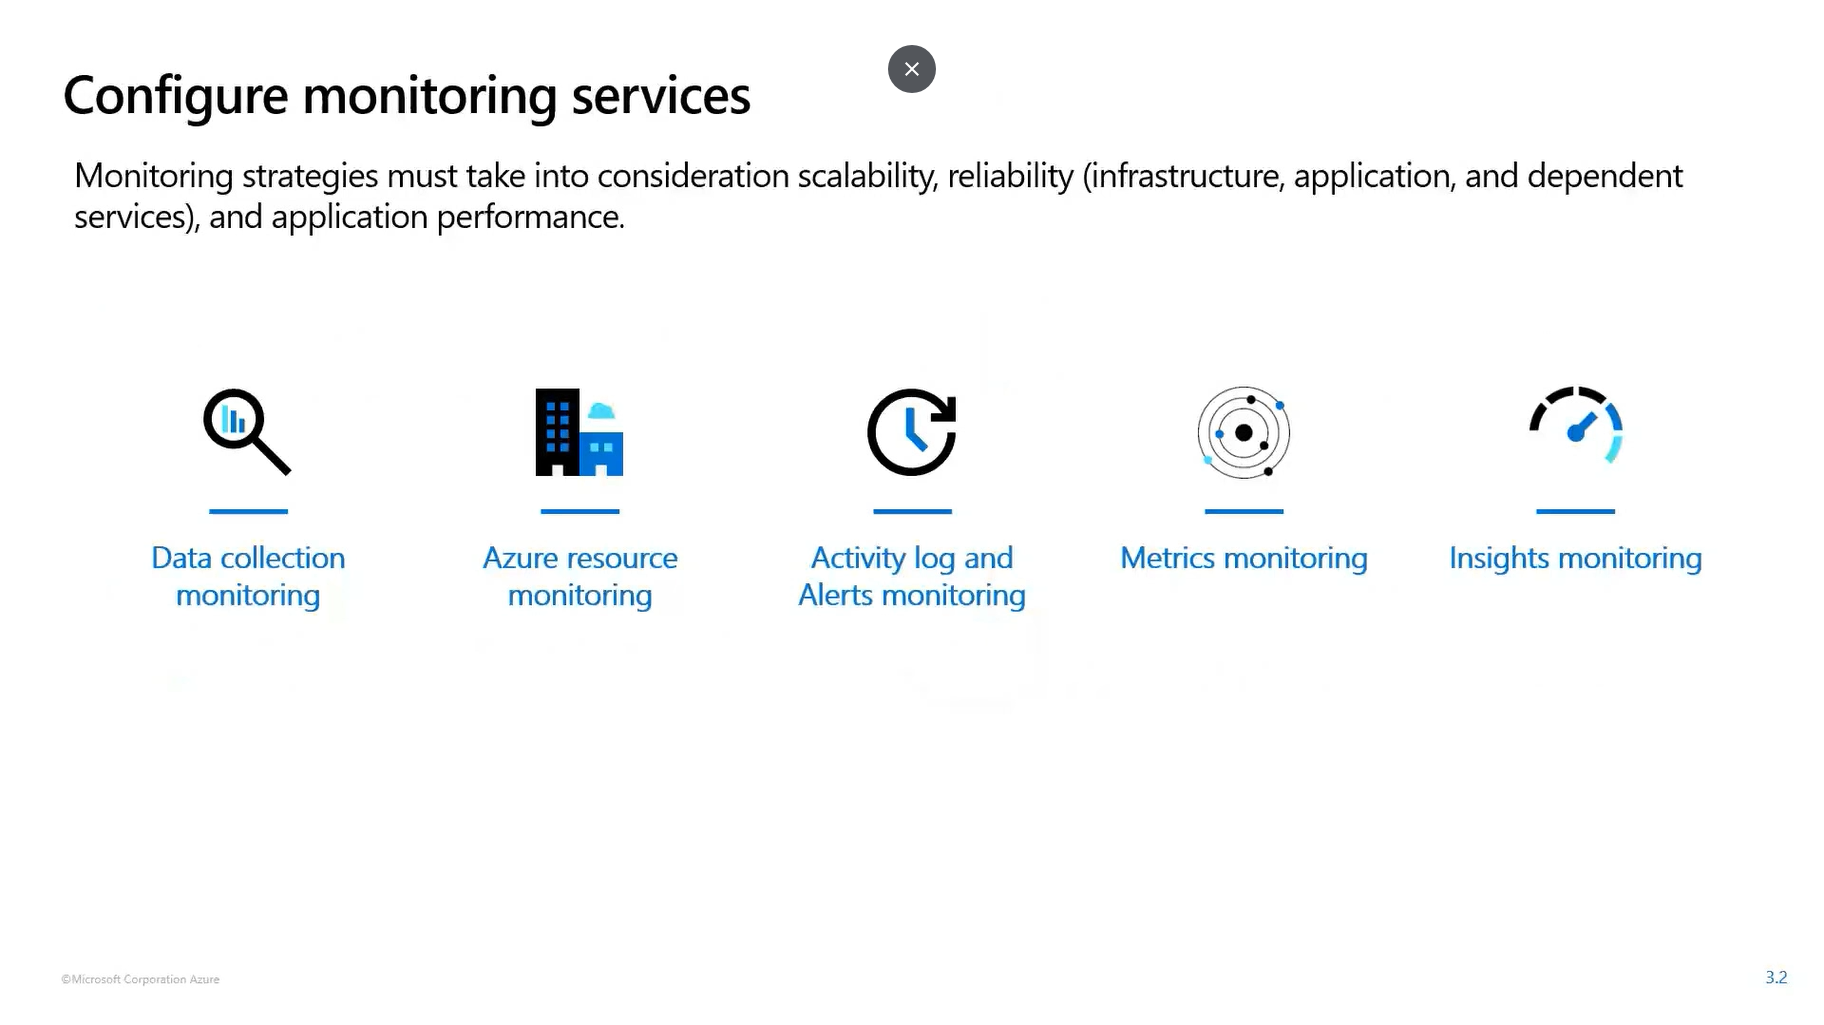 Configure monitoring services
Monitoring strategies must take into consideration scalability, reliability (infrastructure, application, and dependent
services), and application performance.
Data collection
monitoring
Azure resource
monitoring
Activity log and
Alerts monitoring
Metrics monitoring
Insights monitoring
©Microsoft Corporation Azure
3.2